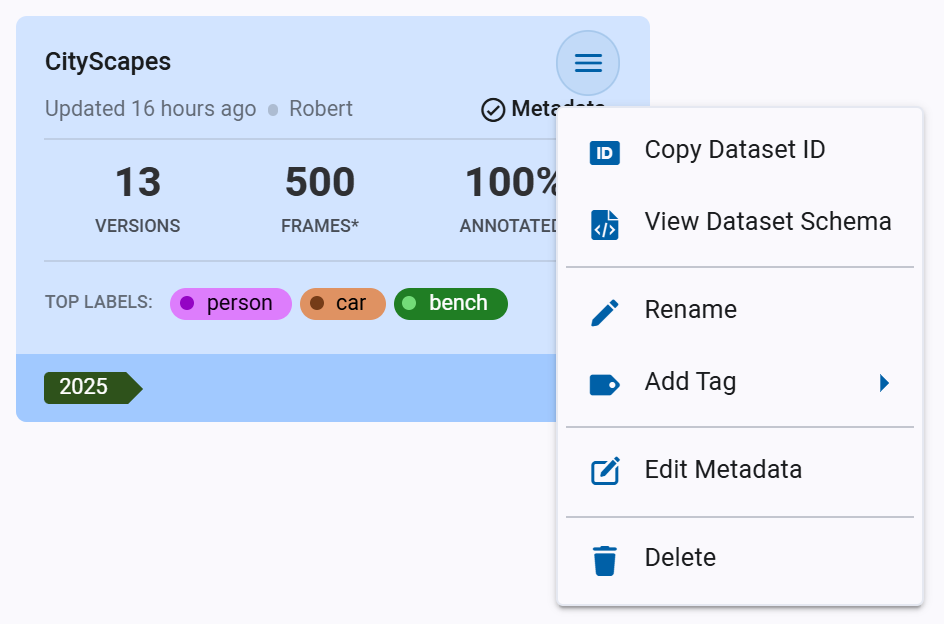 CityScapes
Updated 16 hours ago Robert
13 500 100%
VERSIONS FRAMES* ANNOTATED
TOP LABELS: person car bench
2025
ID Copy Dataset ID
View Dataset Schema
Rename
Add Tag
Edit Metadata
Delete